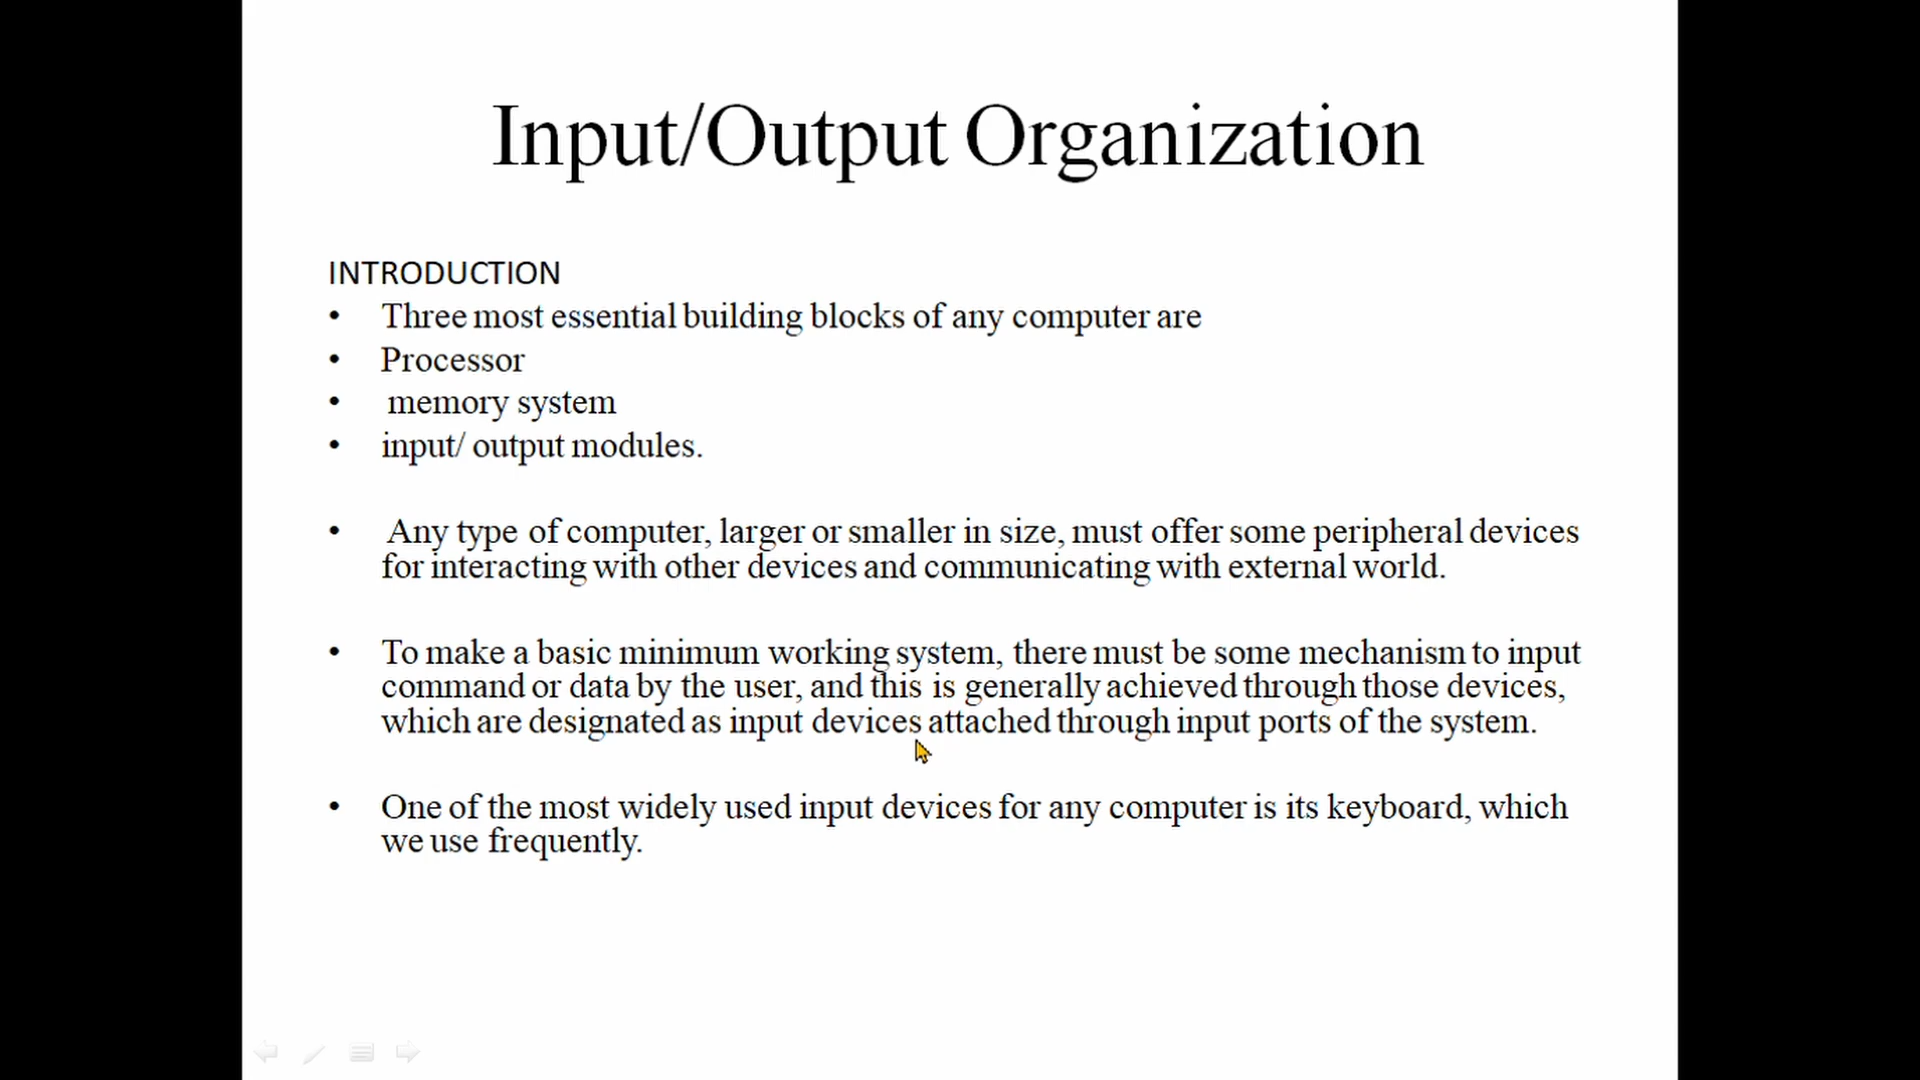 Input/Output Organization
INTRODUCTION
• Three most essential building blocks of any computer are
• Processor
• memory system
• input/ output modules.
• Any type of computer, larger or smaller in size, must offer some peripheral devices
for interacting with other devices and communicating with external world.
• To make a basic minimum working system, there must be some mechanism to input
command or data by the user, and this is generally achieved through those devices,
which are designated as input devices attached through input ports of the system.
• One of the most widely used input devices for any computer is its keyboard, which
we use frequently.